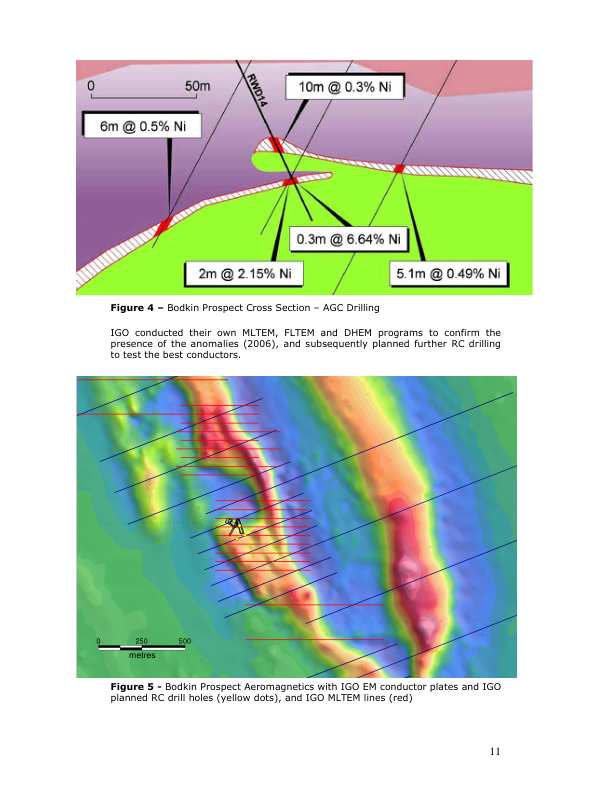 0 50m
RWD14
10m @ 0.3% Ni
6m @ 0.5% Ni
0.3m @ 6.64% Ni
2m @ 2.15% Ni
5.1m @ 0.49% Ni
Figure 4 – Bodkin Prospect Cross Section – AGC Drilling
IGO conducted their own MLTEM, FLTEM and DHEM programs to confirm the
presence of the anomalies (2006), and subsequently planned further RC drilling
to test the best conductors.
0 250 500
metres
Figure 5 - Bodkin Prospect Aeromagnetics with IGO EM conductor plates and IGO
planned RC drill holes (yellow dots), and IGO MLTEM lines (red)
11